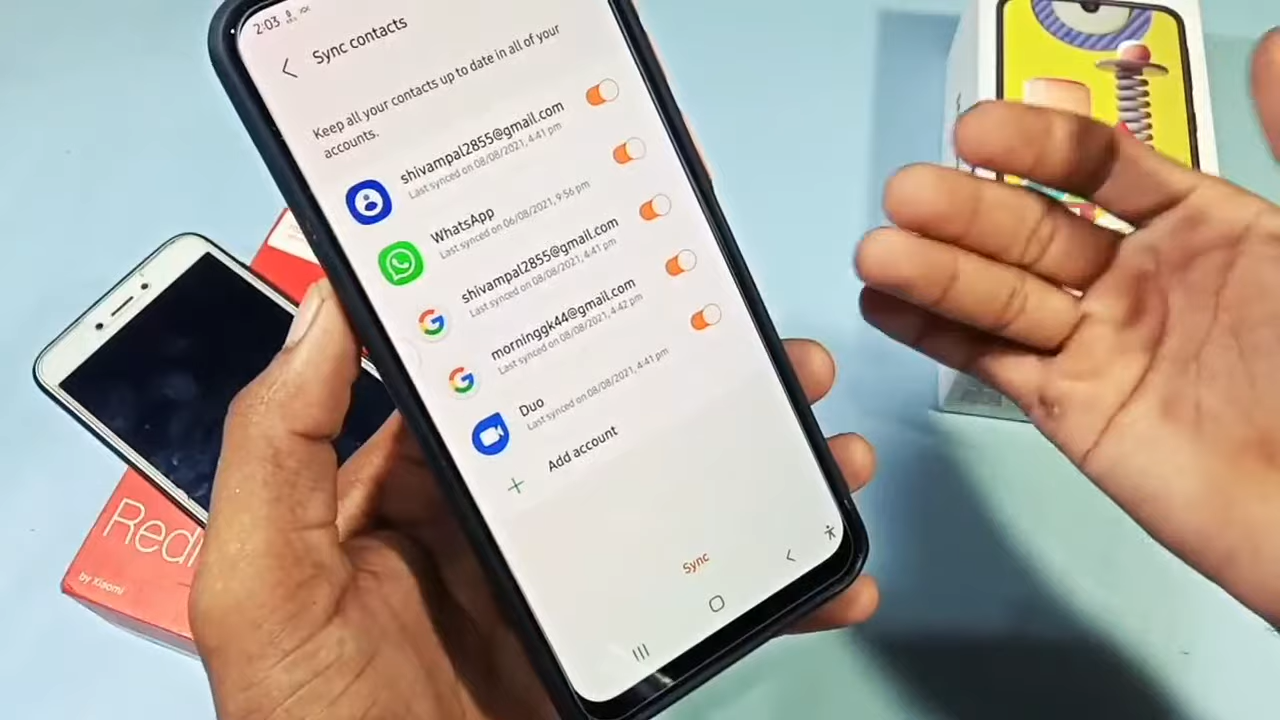 2:03
Sync contacts
Keep all your contacts up to date in all of your
accounts.
shivampal2855@gmail.com
Last synced on 08/08/2021, 4:41 pm
WhatsApp
Last synced on 06/08/2021, 9:56 pm
shivampal2855@gmail.com
Last synced on 08/08/2021, 4:41 pm
morninggk44@gmail.com
Last synced on 08/08/2021, 4:42 pm
Duo
Last synced on 08/08/2021, 4:41 pm
Add account
Sync
Redmi
by Xiaomi